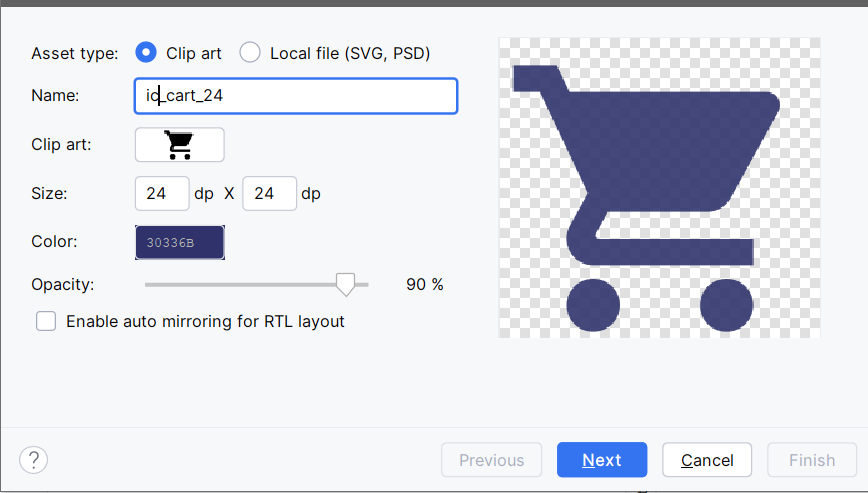 Asset type: Clip art Local file (SVG, PSD)
Name: ic_cart_24
Clip art:
Size: 24 dp X 24 dp
Color: 30336B
Opacity: 90 %
Enable auto mirroring for RTL layout
? Previous Next Cancel Finish